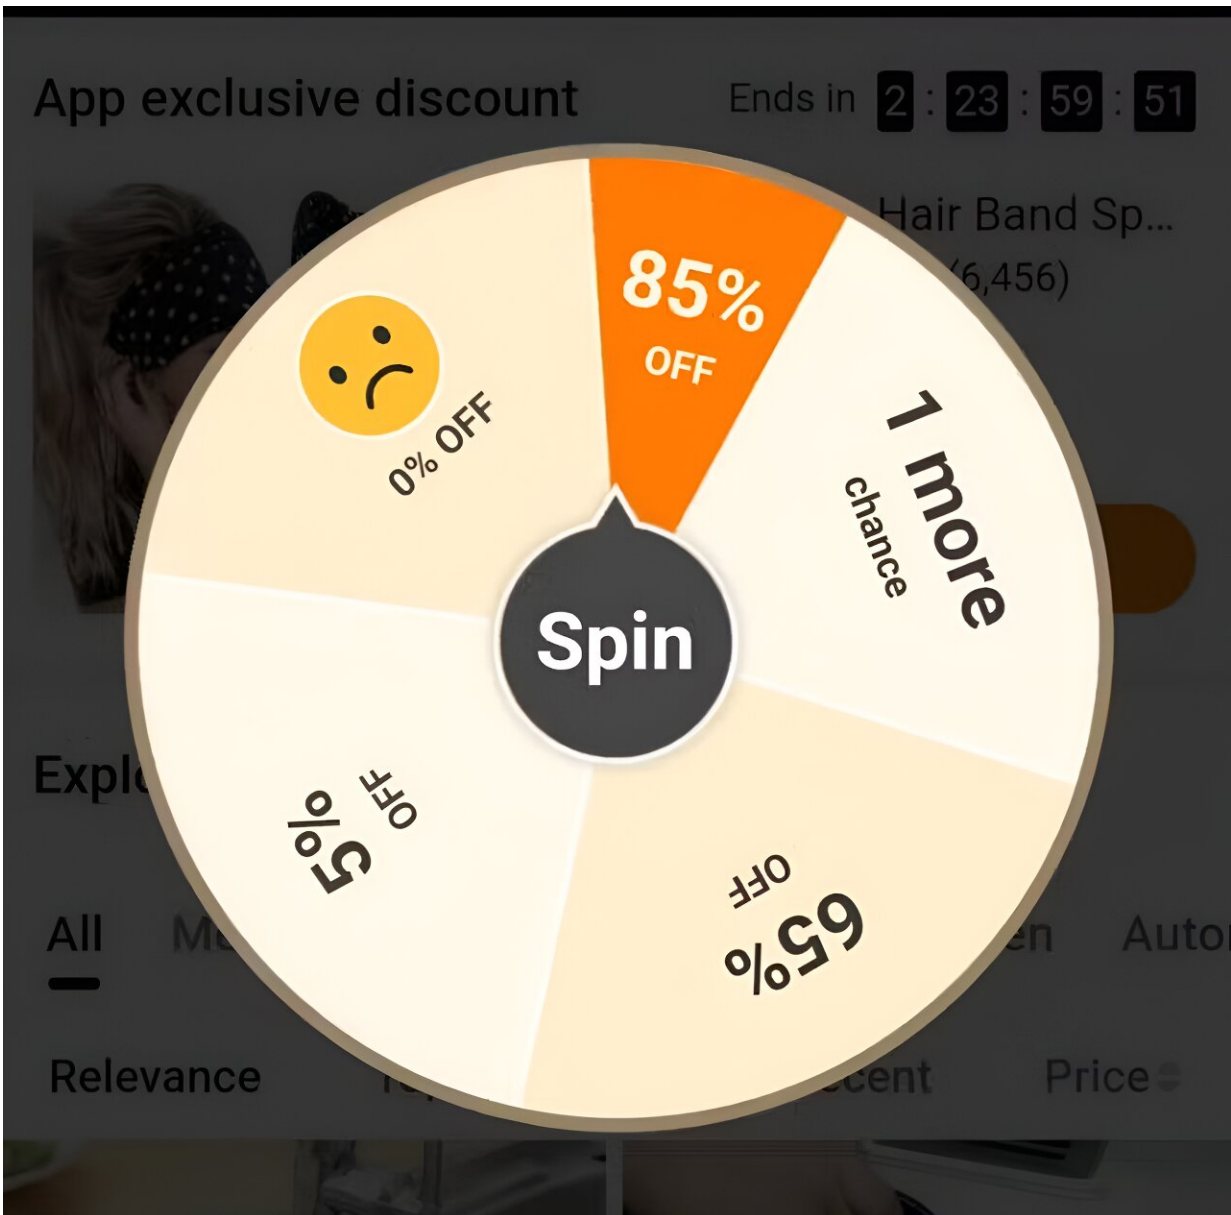 App exclusive discount
Ends in 2 : 23 : 59 : 51
Hair Band Sp...
(6,456)
85%
OFF
1 more
chance
0% OFF
Spin
5%
OFF
65%
OFF
All
Relevance
Price